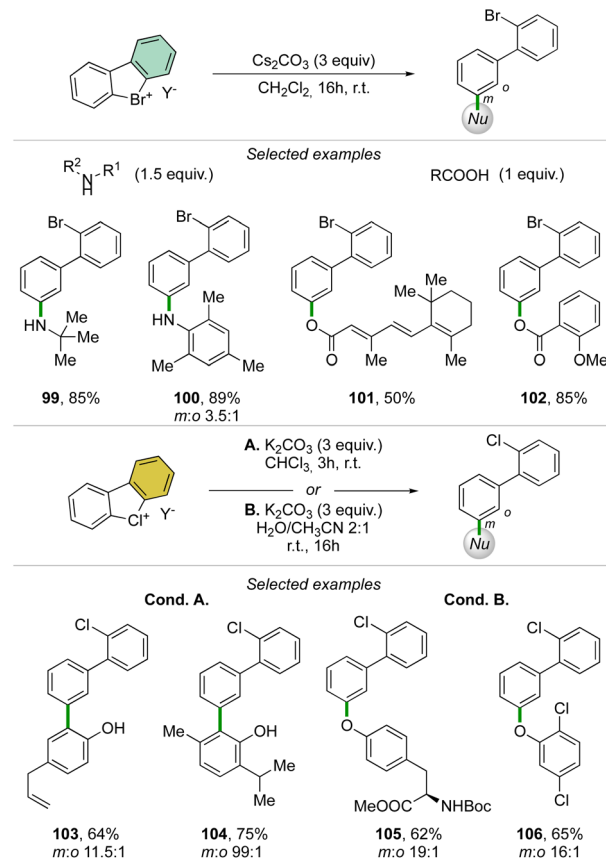 Br⁺ Y⁻
Cs₂CO₃ (3 equiv)
CH₂Cl₂, 16h, r.t.
Br
o
m
Nu
Selected examples
R² N H R¹ (1.5 equiv.)
RCOOH (1 equiv.)
Br
HN
Me
Me
Me
99, 85%
Br
Me
HN
Me
Me
100, 89%
m:o 3.5:1
Br
Me
Me
O
O
Me
Me
101, 50%
Br
O
O
OMe
102, 85%
Cl⁺ Y⁻
A. K₂CO₃ (3 equiv.)
CHCl₃, 3h, r.t.
or
B. K₂CO₃ (3 equiv.)
H₂O/CH₃CN 2:1
r.t., 16h
Cl
o
m
Nu
Selected examples
Cond. A.
Cond. B.
Cl
OH
103, 64%
m:o 11.5:1
Cl
Me
OH
Me
Me
104, 75%
m:o 99:1
Cl
O
MeO₂C
NHBoc
105, 62%
m:o 19:1
Cl
Cl
O
Cl
106, 65%
m:o 16:1